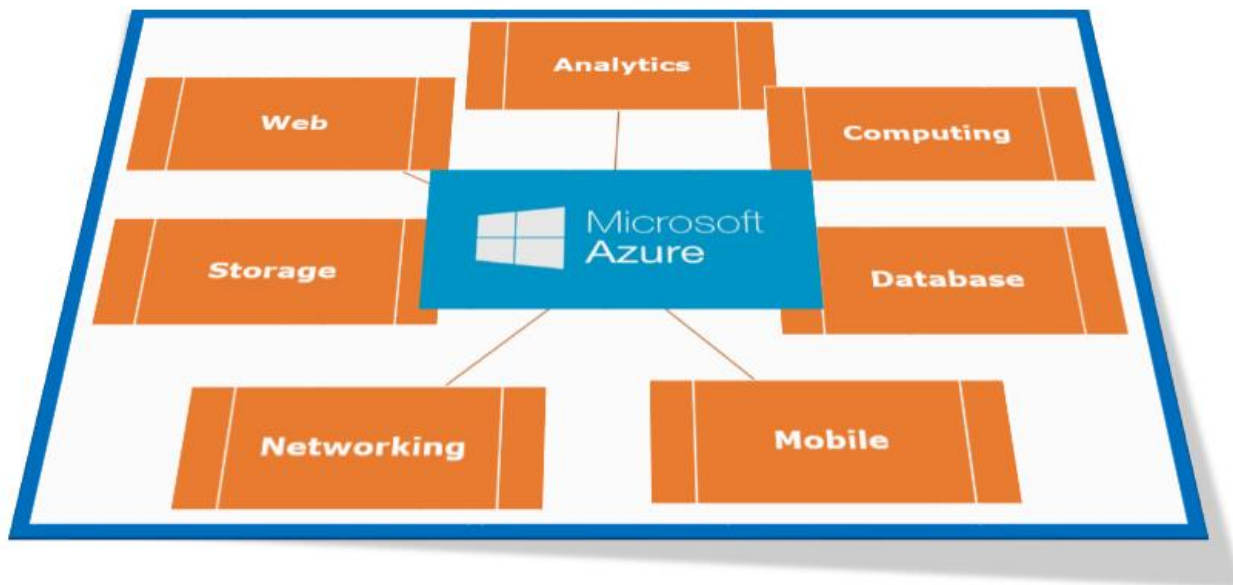 Analytics
Web
Computing
Microsoft
Azure
Storage
Database
Networking
Mobile